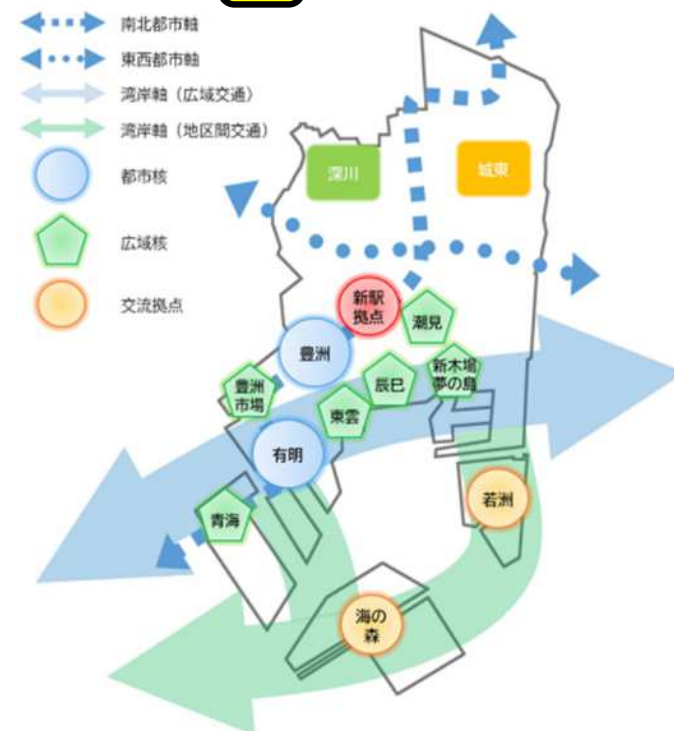 南北都市軸
東西都市軸
湾岸軸（広域交通）
湾岸軸（地区間交通）
都市核
広域核
交流拠点
深川
城東
新駅
拠点
潮見
豊洲
新木場
夢の島
辰巳
豊洲
市場
東雲
有明
若洲
青海
海の
森